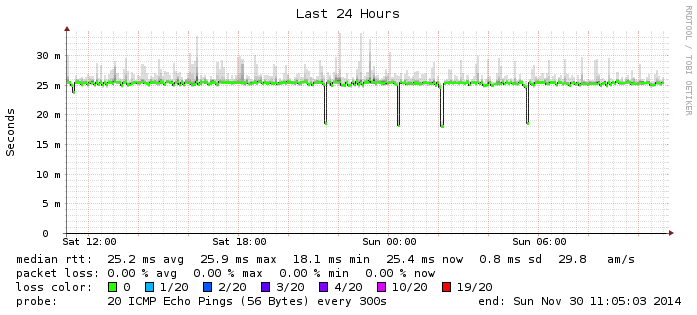 Last 24 Hours
RRDTOOL / TOBI OETIKER
Seconds
30 m
25 m
20 m
15 m
10 m
5 m
0
Sat 12:00 Sat 18:00 Sun 00:00 Sun 06:00
median rtt: 25.2 ms avg 25.9 ms max 18.1 ms min 25.4 ms now 0.8 ms sd 29.8 am/s
packet loss: 0.00 % avg 0.00 % max 0.00 % min 0.00 % now
loss color: 0 1/20 2/20 3/20 4/20 10/20 19/20
probe: 20 ICMP Echo Pings (56 Bytes) every 300s end: Sun Nov 30 11:05:03 2014